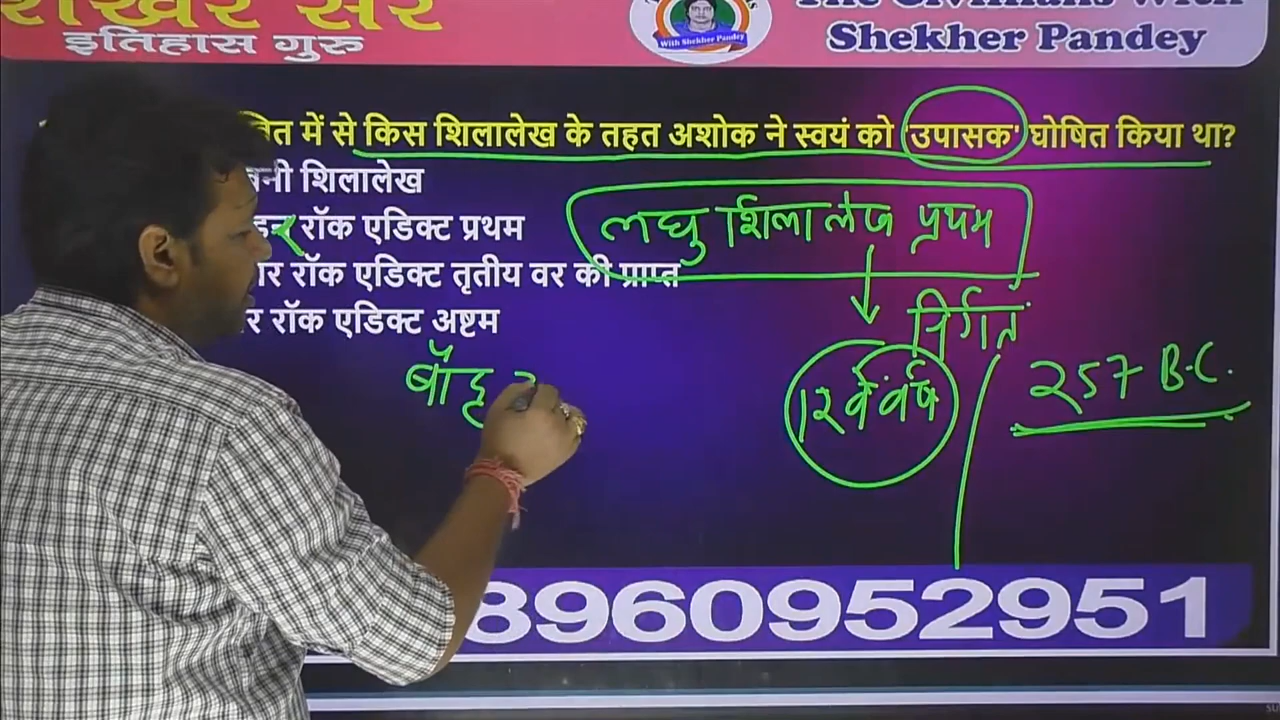 शेखर सर
इतिहास गुरु
With Shekher Pandey
The Civilians With
Shekher Pandey
में से किस शिलालेख के तहत अशोक ने स्वयं को 'उपासक' घोषित किया था?
शिलालेख
रॉक एडिक्ट प्रथम
रॉक एडिक्ट तृतीय वर की प्राप्त
रॉक एडिक्ट अष्टम
लघु शिलालेख प्रथम
निर्गत
12वें वर्ष
257 B.C.
बौद्ध
8960952951